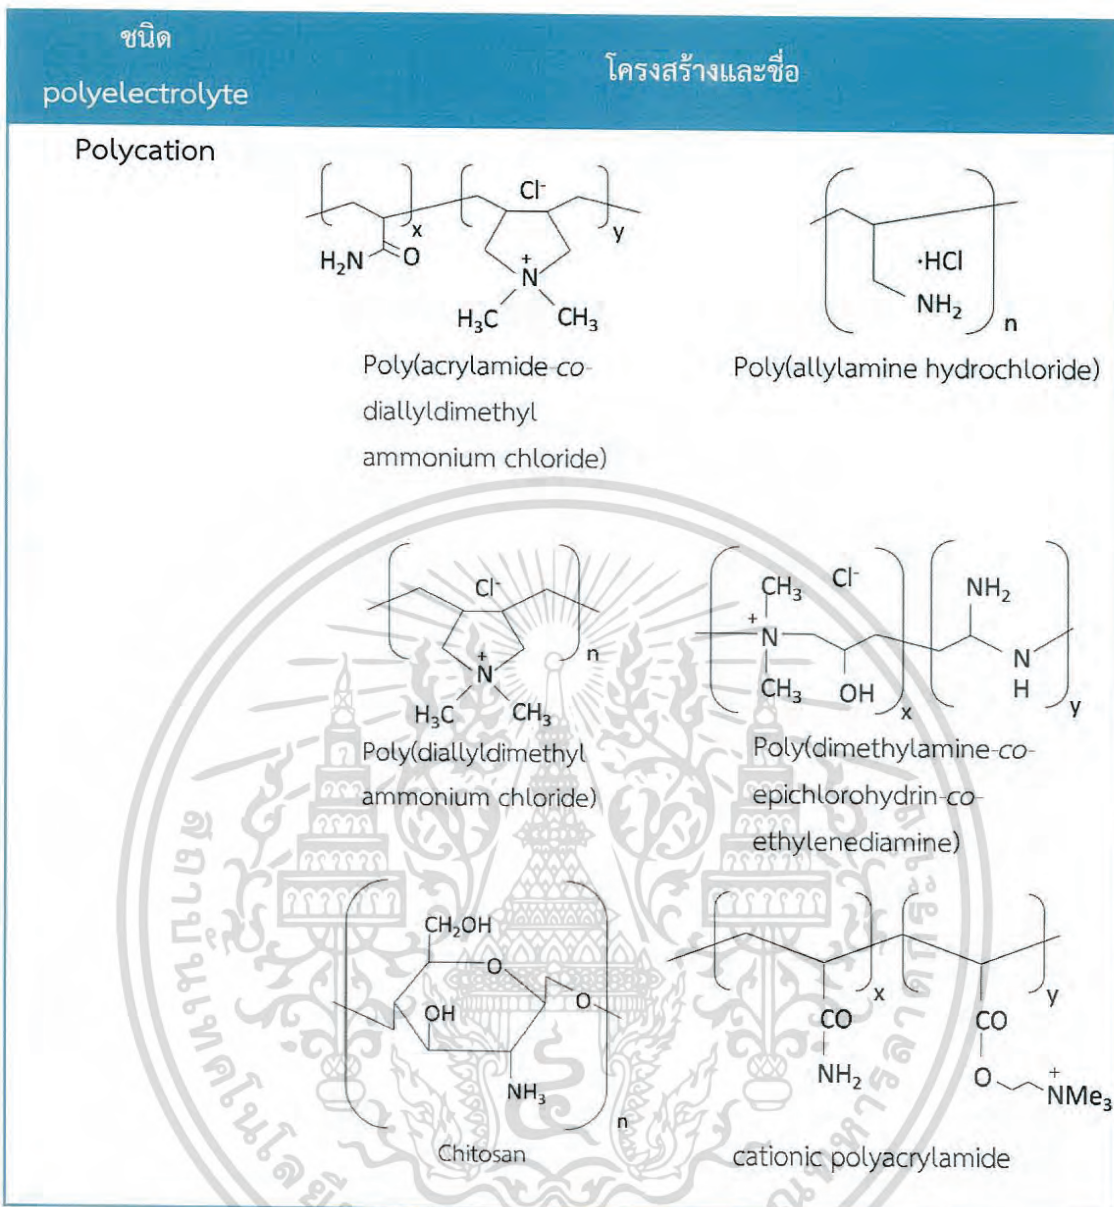 ชนิด
polyelectrolyte
โครงสร้างและชื่อ
Polycation
Cl-
x
y
H2N
O
+
N
H3C
CH3
Poly(acrylamide-co-
diallyldimethyl
ammonium chloride)
·HCl
NH2
n
Poly(allylamine hydrochloride)
Cl-
n
+
N
H3C
CH3
Poly(diallyldimethyl
ammonium chloride)
CH3
Cl-
NH2
+
N
CH3
OH
x
N
H
y
Poly(dimethylamine-co-
epichlorohydrin-co-
ethylenediamine)
CH2OH
O
OH
O
NH3
n
Chitosan
x
y
CO
CO
NH2
O
+
NMe3
cationic polyacrylamide